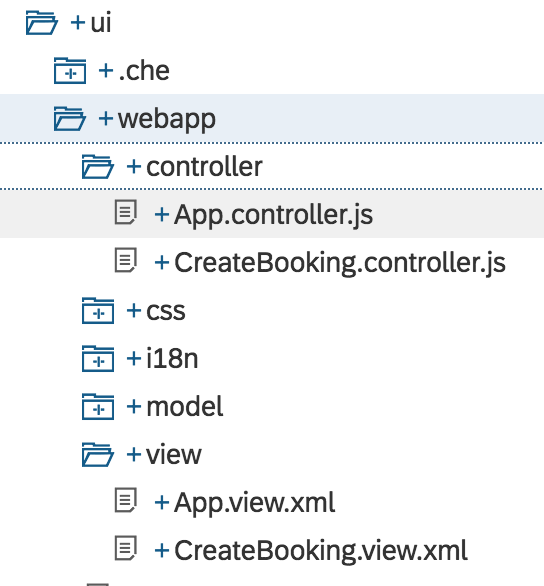 +ui
+.che
+webapp
+controller
+App.controller.js
+CreateBooking.controller.js
+css
+i18n
+model
+view
+App.view.xml
+CreateBooking.view.xml